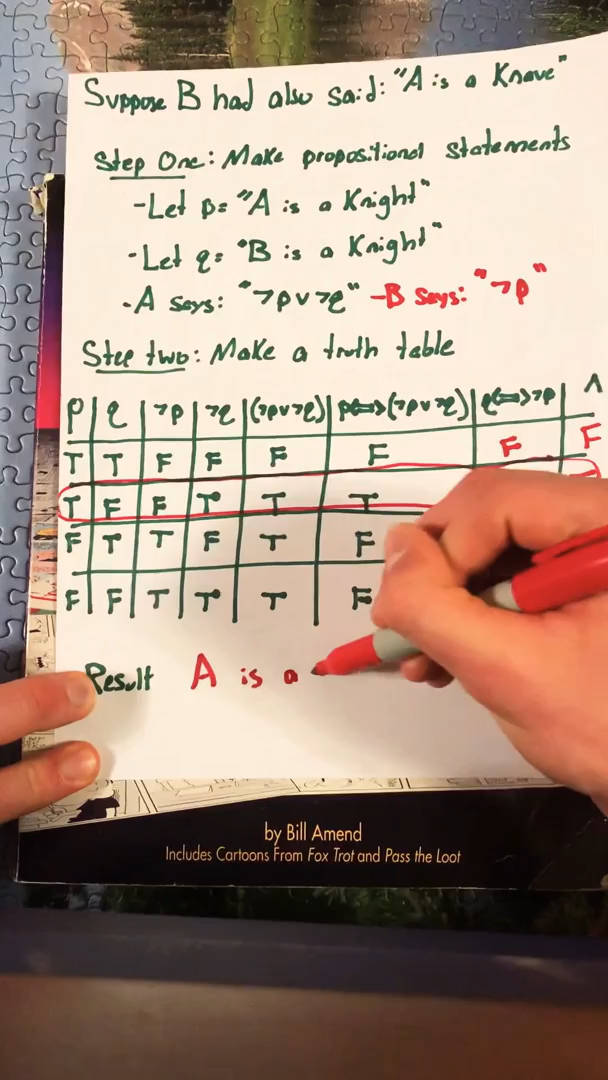 Suppose B had also said: "A is a Knave"
Step One: Make propositional statements
-Let p= "A is a Knight"
-Let q= "B is a Knight"
-A says: "¬p∨¬q" -B says: "¬p"
Step two: Make a truth table
P | q | ¬p | ¬q | (¬p∨¬q) | p<=>(¬p∨¬q) | q<=>¬p | ∧
T | T | F | F | F | F | F | F
T | F | F | T | T | T
F | T | T | F | T | F
F | F | T | T | T | F
Result A is a
by Bill Amend
Includes Cartoons From Fox Trot and Pass the Loot